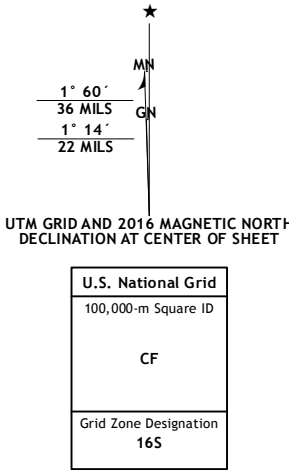 MN
1° 60´
36 MILS
GN
1° 14´
22 MILS
UTM GRID AND 2016 MAGNETIC NORTH
DECLINATION AT CENTER OF SHEET
U.S. National Grid
100,000-m Square ID
CF
Grid Zone Designation
16S